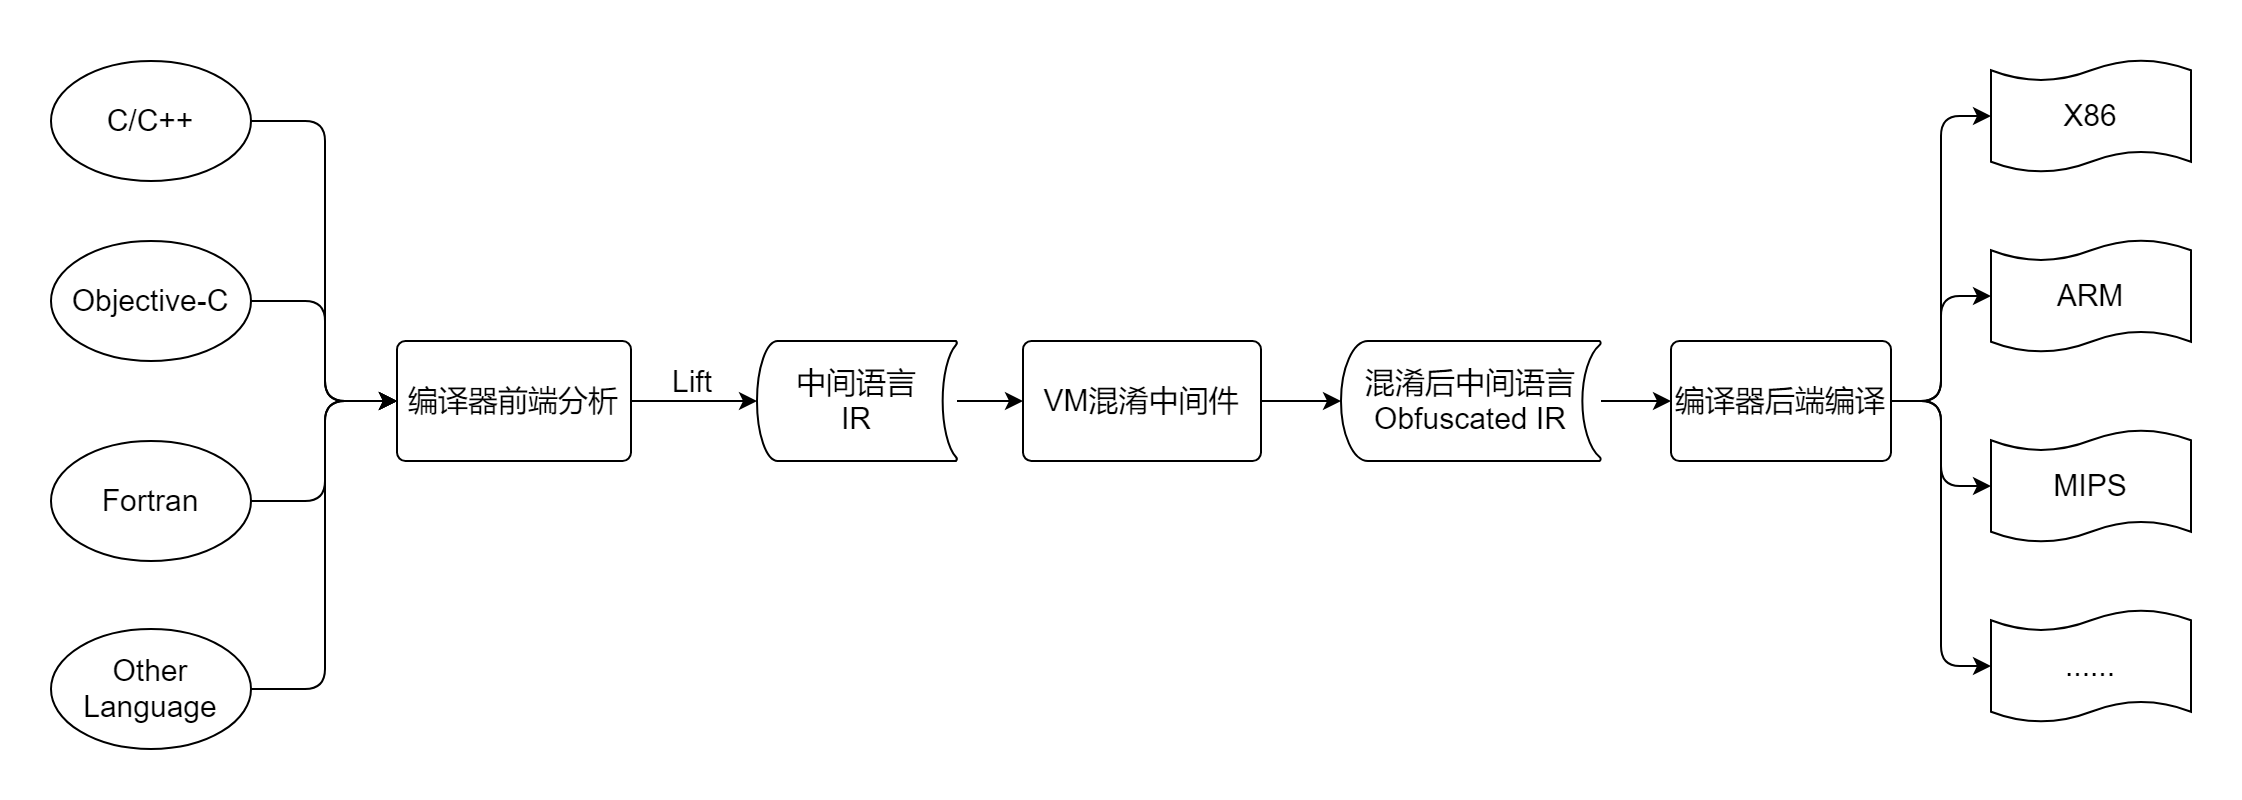 C/C++
Objective-C
Fortran
Other
Language
编译器前端分析
Lift
中间语言
IR
VM混淆中间件
混淆后中间语言
Obfuscated IR
编译器后端编译
X86
ARM
MIPS
......